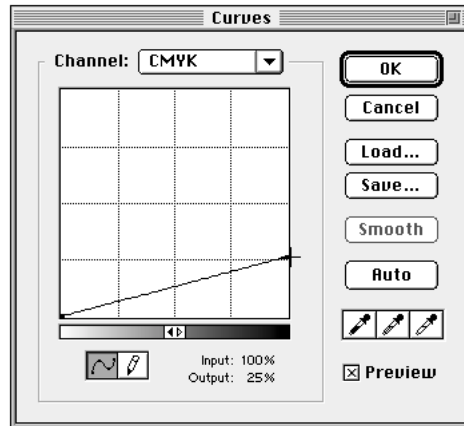 Curves
Channel: CMYK
OK
Cancel
Load...
Save...
Smooth
Auto
Input: 100%
Output: 25%
Preview